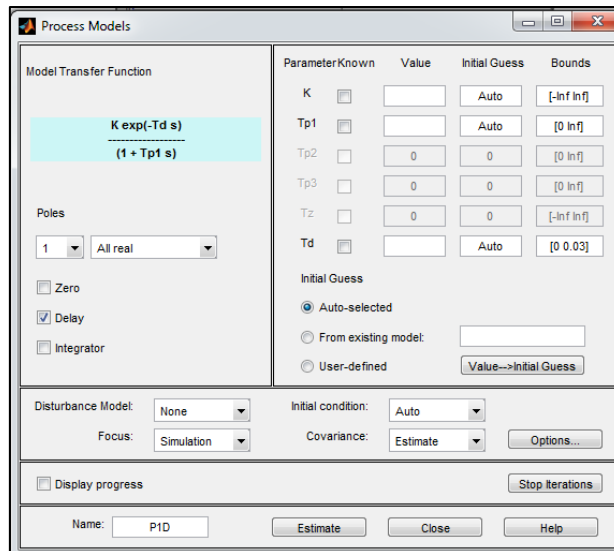 Process Models
Model Transfer Function
K exp(-Td s)
------------------
(1 + Tp1 s)
Poles
1 All real
Zero
Delay
Integrator
Parameter Known Value Initial Guess Bounds
K Auto [-Inf Inf]
Tp1 Auto [0 Inf]
Tp2 0 0 [0 Inf]
Tp3 0 0 [0 Inf]
Tz 0 0 [-Inf Inf]
Td Auto [0 0.03]
Initial Guess
Auto-selected
From existing model:
User-defined Value-->Initial Guess
Disturbance Model: None Initial condition: Auto
Focus: Simulation Covariance: Estimate Options...
Display progress Stop Iterations
Name: P1D Estimate Close Help